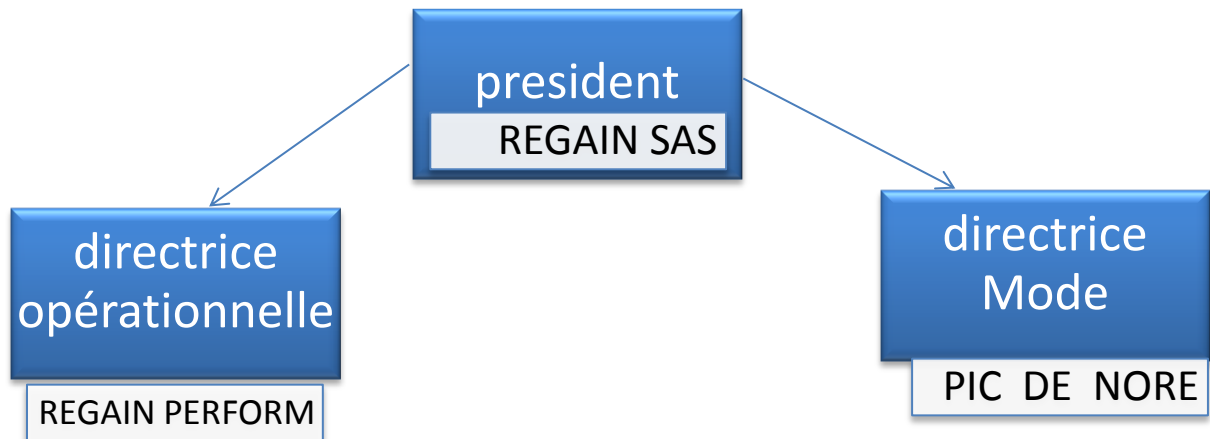 president
REGAIN SAS
directrice
opérationnelle
REGAIN PERFORM
directrice
Mode
PIC DE NORE